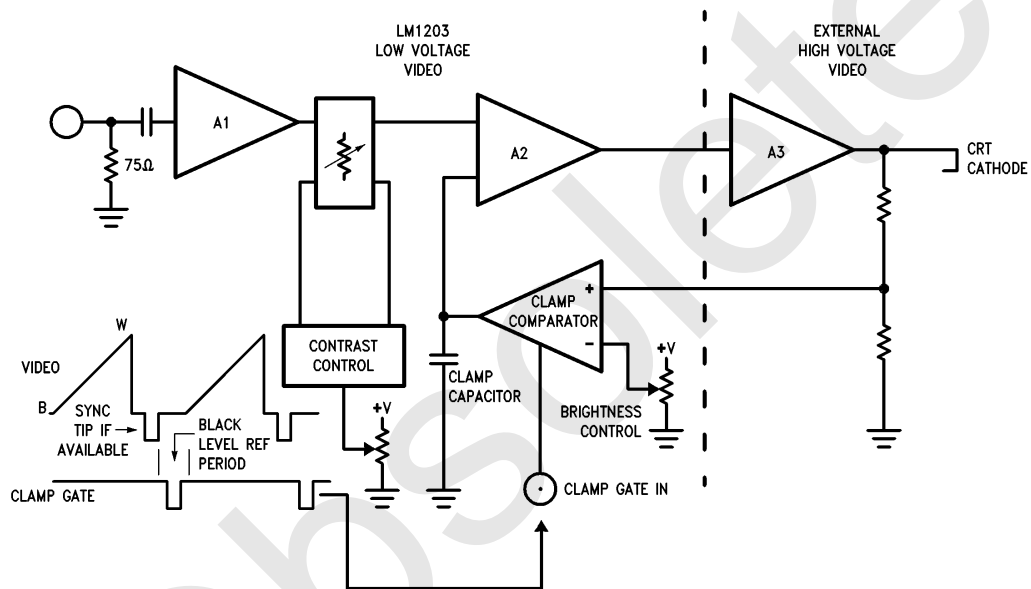 LM1203
LOW VOLTAGE
VIDEO
EXTERNAL
HIGH VOLTAGE
VIDEO
A1
A2
A3
75Ω
CRT
CATHODE
+
CLAMP
COMPARATOR
–
W
VIDEO
B
CONTRAST
CONTROL
CLAMP
CAPACITOR
+V
BRIGHTNESS
CONTROL
SYNC
TIP IF
AVAILABLE
BLACK
LEVEL REF
PERIOD
+V
CLAMP GATE
CLAMP GATE IN
obsolete